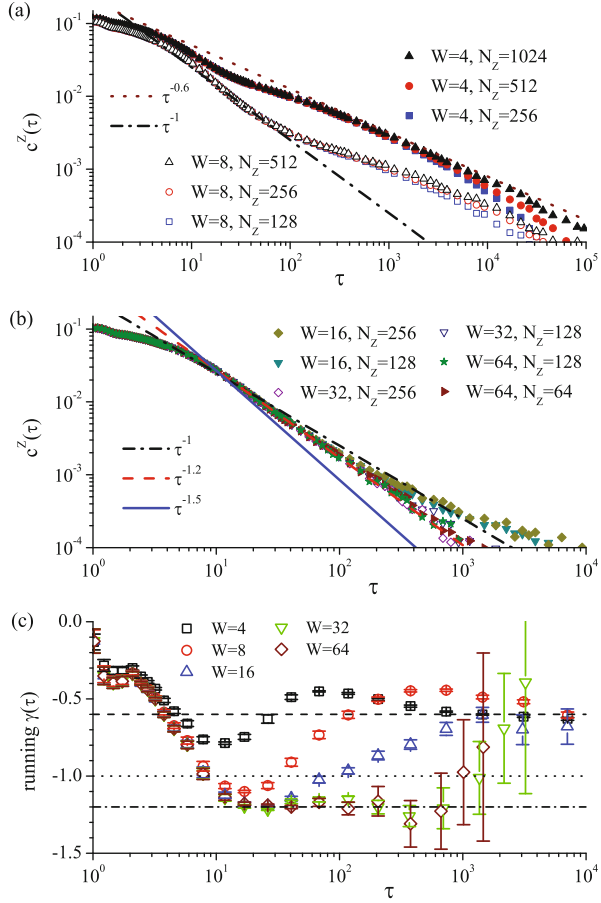 (a)
10^-1
10^-2
10^-3
10^-4
c^Z(τ)
W=4, N_Z=1024
W=4, N_Z=512
W=4, N_Z=256
τ^-0.6
τ^-1
W=8, N_Z=512
W=8, N_Z=256
W=8, N_Z=128
10^0 10^1 10^2 10^3 10^4 10^5
τ
(b)
10^-1
10^-2
10^-3
10^-4
c^Z(τ)
W=16, N_Z=256 W=32, N_Z=128
W=16, N_Z=128 W=64, N_Z=128
W=32, N_Z=256 W=64, N_Z=64
τ^-1
τ^-1.2
τ^-1.5
10^0 10^1 10^2 10^3 10^4
τ
(c)
0.0
-0.5
-1.0
-1.5
running γ(τ)
W=4 W=32
W=8 W=64
W=16
10^0 10^1 10^2 10^3 10^4
τ